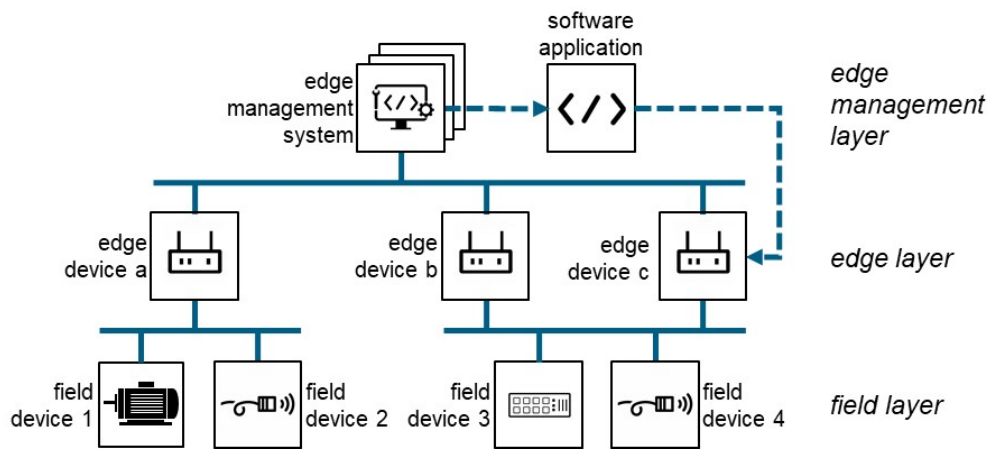 software
application
edge
management
system
</>
</>
edge
management
layer
edge
device a
edge
device b
edge
device c
edge layer
field
device 1
field
device 2
field
device 3
field
device 4
field layer